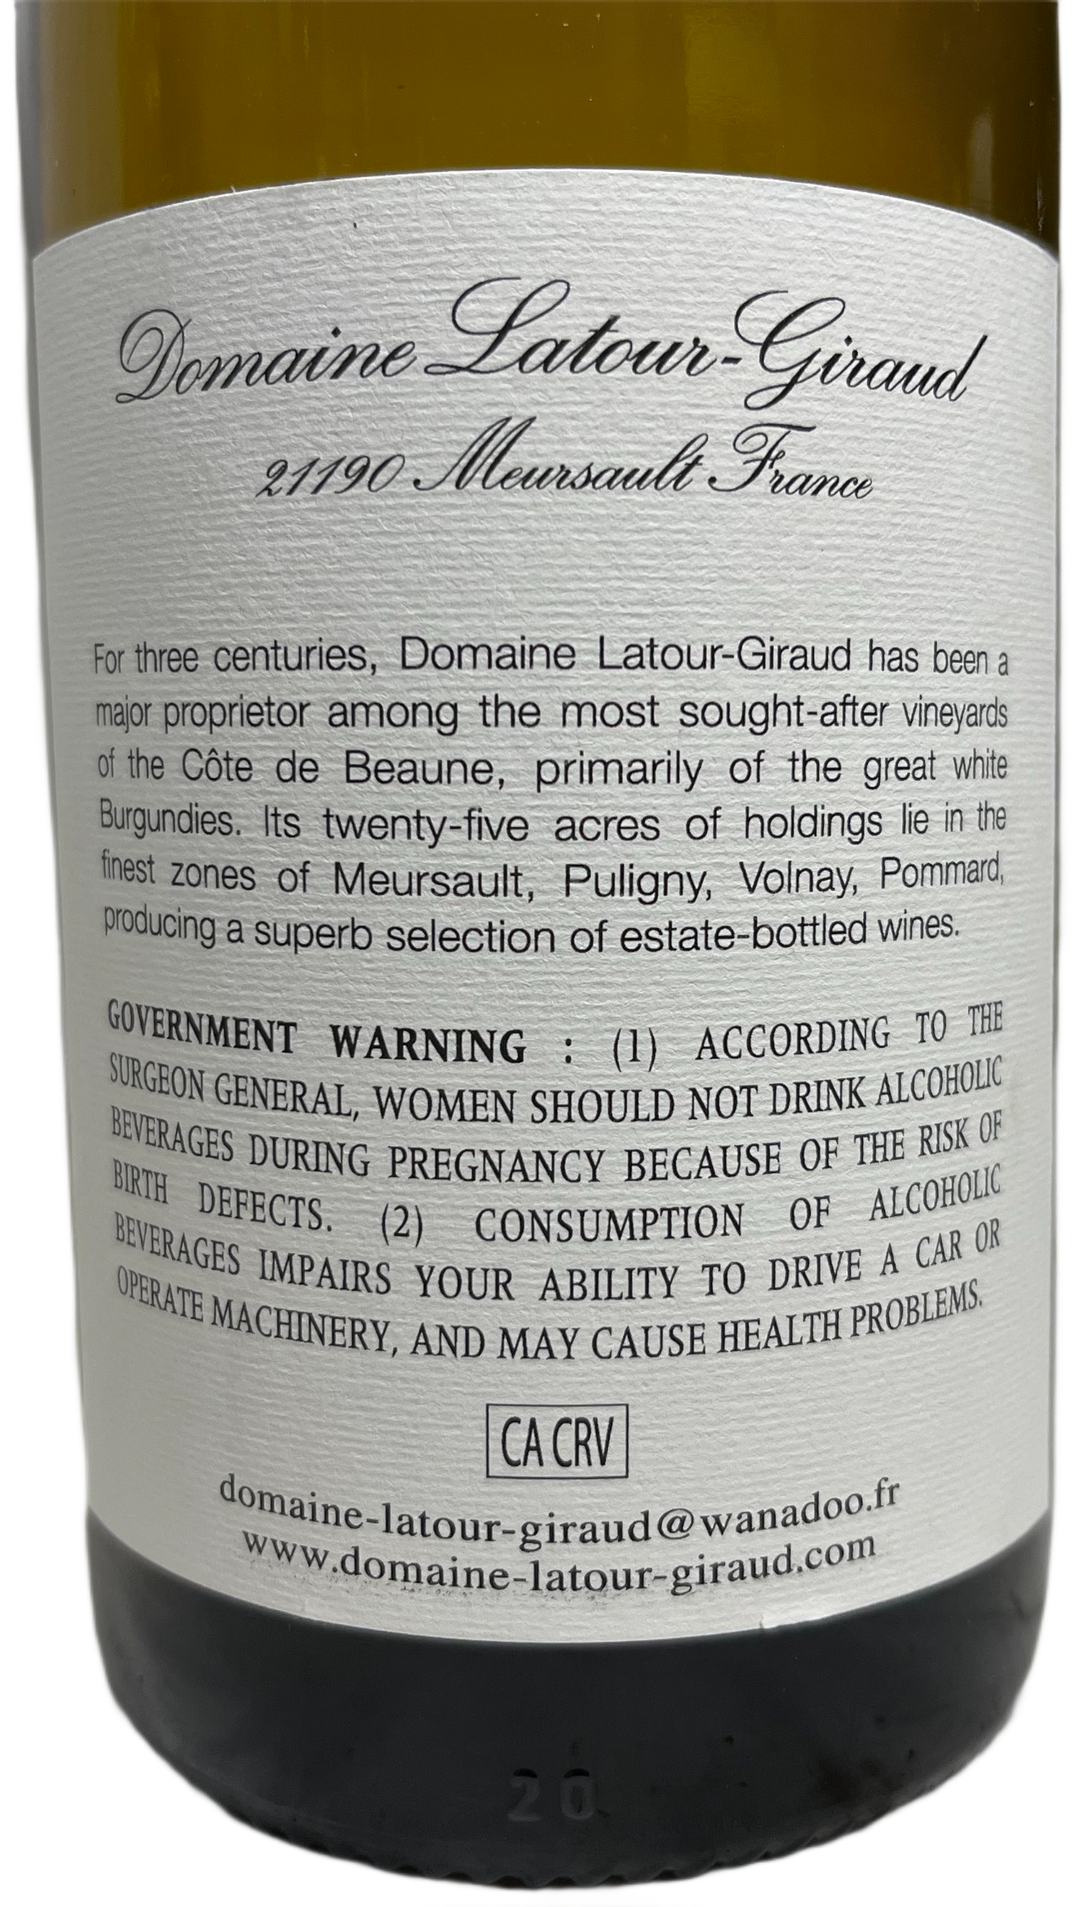 Domaine Latour-Giraud
21190 Meursault France
For three centuries, Domaine Latour-Giraud has been a
major proprietor among the most sought-after vineyards
of the Côte de Beaune, primarily of the great white
Burgundies. Its twenty-five acres of holdings lie in the
finest zones of Meursault, Puligny, Volnay, Pommard,
producing a superb selection of estate-bottled wines.
GOVERNMENT WARNING : (1) ACCORDING TO THE
SURGEON GENERAL, WOMEN SHOULD NOT DRINK ALCOHOLIC
BEVERAGES DURING PREGNANCY BECAUSE OF THE RISK OF
BIRTH DEFECTS. (2) CONSUMPTION OF ALCOHOLIC
BEVERAGES IMPAIRS YOUR ABILITY TO DRIVE A CAR OR
OPERATE MACHINERY, AND MAY CAUSE HEALTH PROBLEMS.
CA CRV
domaine-latour-giraud@wanadoo.fr
www.domaine-latour-giraud.com
20